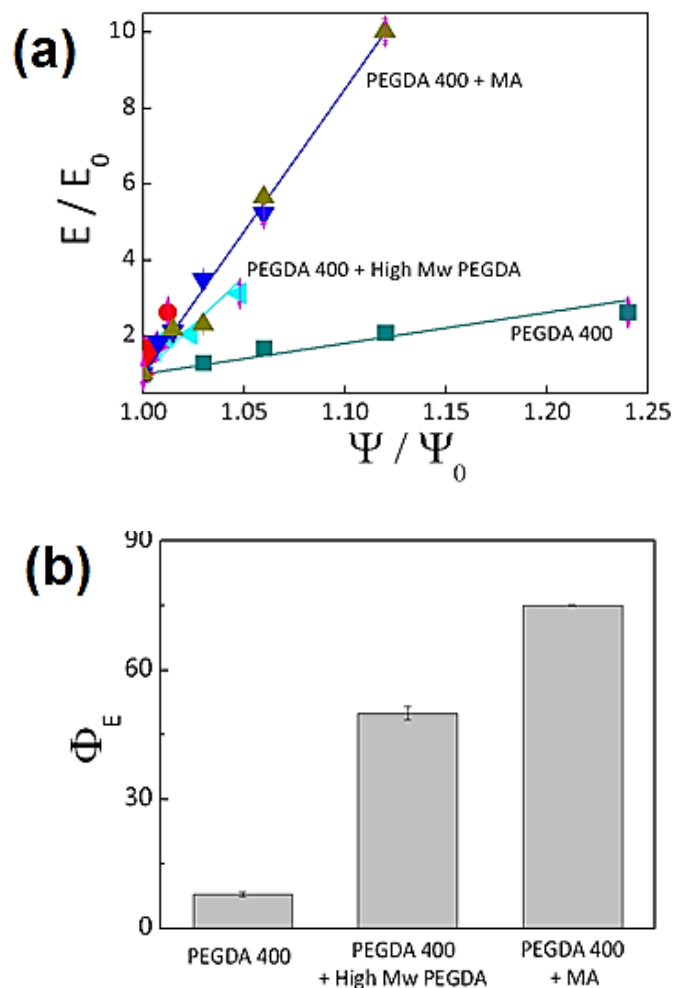 (a)
10
8
6
4
2
E / E₀
PEGDA 400 + MA
PEGDA 400 + High Mw PEGDA
PEGDA 400
1.00 1.05 1.10 1.15 1.20 1.25
Ψ / Ψ₀
(b)
90
60
30
0
Φ_E
PEGDA 400
PEGDA 400
+ High Mw PEGDA
PEGDA 400
+ MA